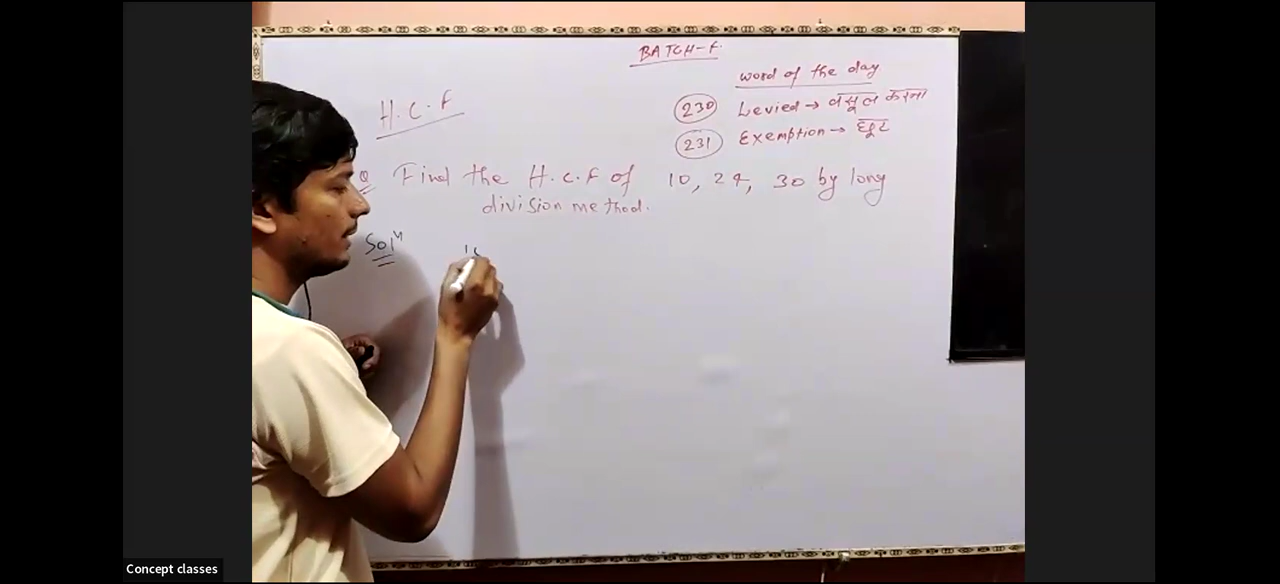 BATCH-F.
word of the day
H.C.F
230 Levied → वसूल करना
231 Exemption → छूट
Q Find the H.C.F of 10, 24, 30 by long
division method.
Solⁿ
Concept classes